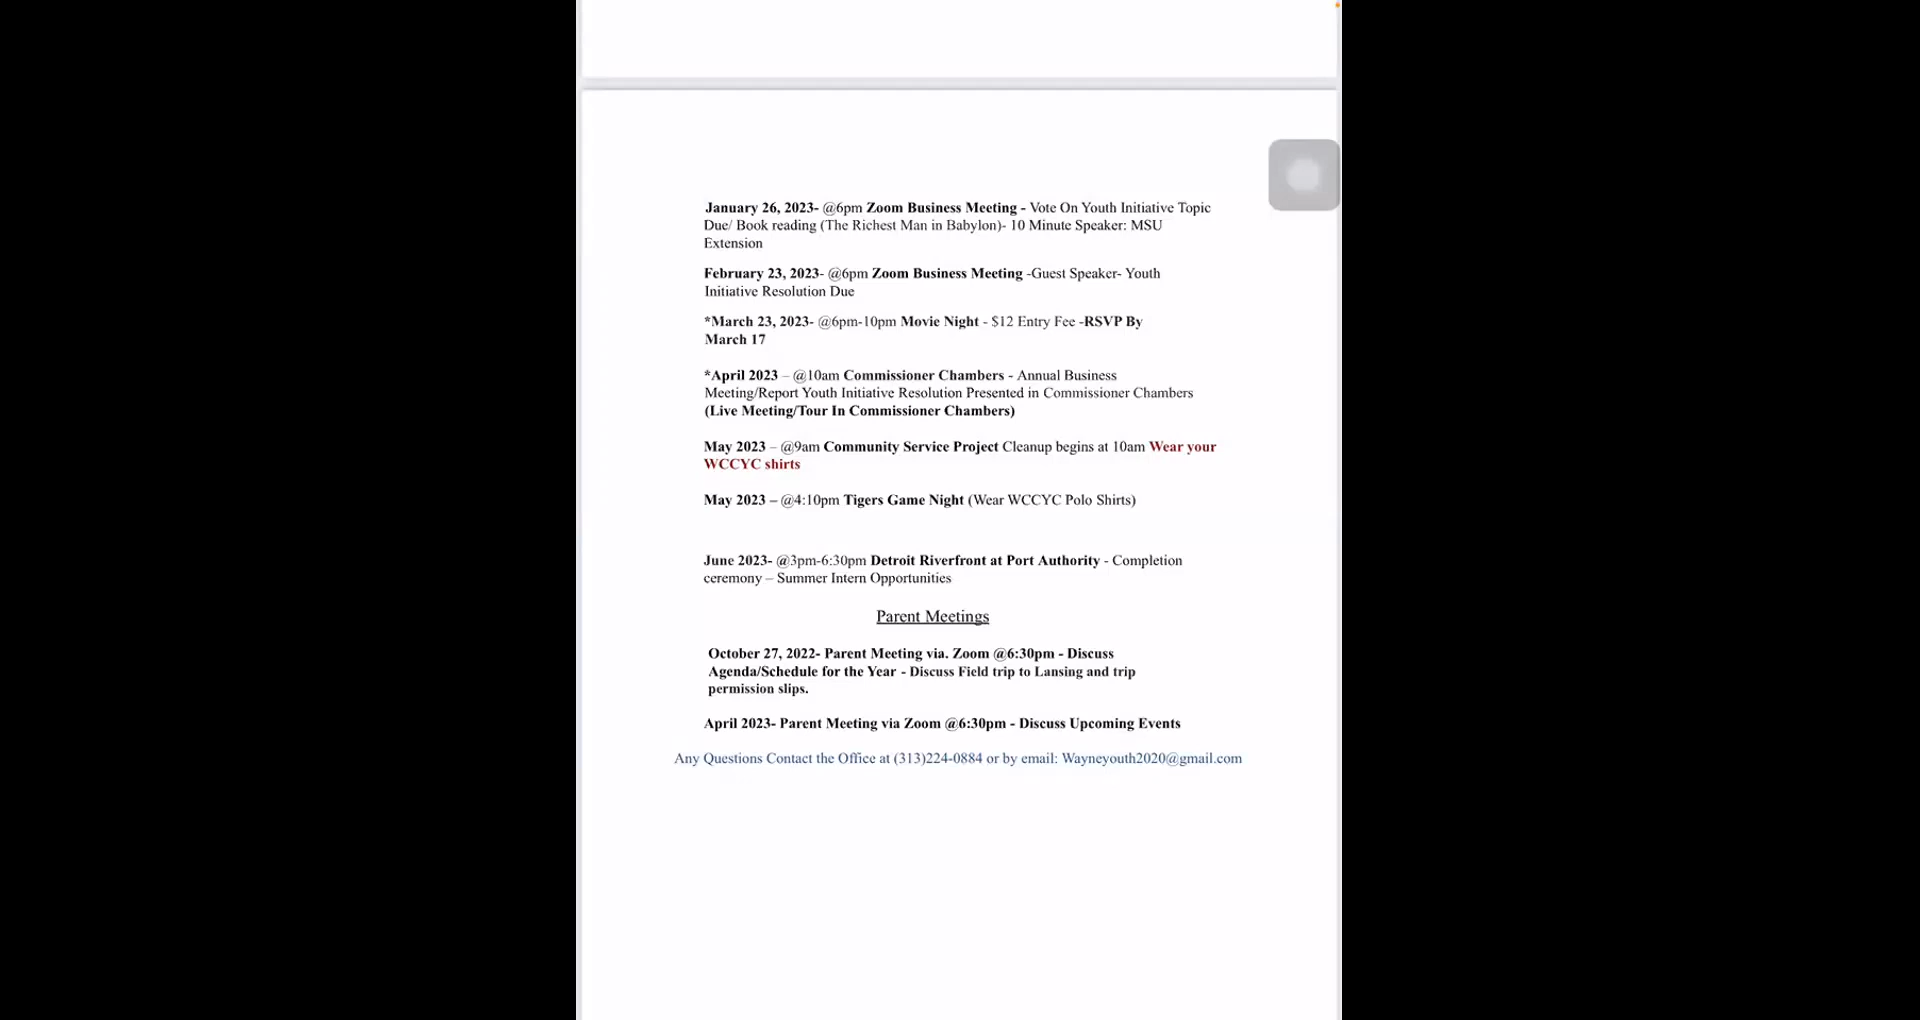 January 26, 2023- @6pm Zoom Business Meeting - Vote On Youth Initiative Topic
Due/ Book reading (The Richest Man in Babylon)- 10 Minute Speaker: MSU
Extension
February 23, 2023- @6pm Zoom Business Meeting -Guest Speaker- Youth
Initiative Resolution Due
*March 23, 2023- @6pm-10pm Movie Night - $12 Entry Fee -RSVP By
March 17
*April 2023 – @10am Commissioner Chambers - Annual Business
Meeting/Report Youth Initiative Resolution Presented in Commissioner Chambers
(Live Meeting/Tour In Commissioner Chambers)
May 2023 – @9am Community Service Project Cleanup begins at 10am Wear your
WCCYC shirts
May 2023 – @4:10pm Tigers Game Night (Wear WCCYC Polo Shirts)
June 2023- @3pm-6:30pm Detroit Riverfront at Port Authority - Completion
ceremony – Summer Intern Opportunities
Parent Meetings
October 27, 2022- Parent Meeting via. Zoom @6:30pm - Discuss
Agenda/Schedule for the Year - Discuss Field trip to Lansing and trip
permission slips.
April 2023- Parent Meeting via Zoom @6:30pm - Discuss Upcoming Events
Any Questions Contact the Office at (313)224-0884 or by email: Wayneyouth2020@gmail.com